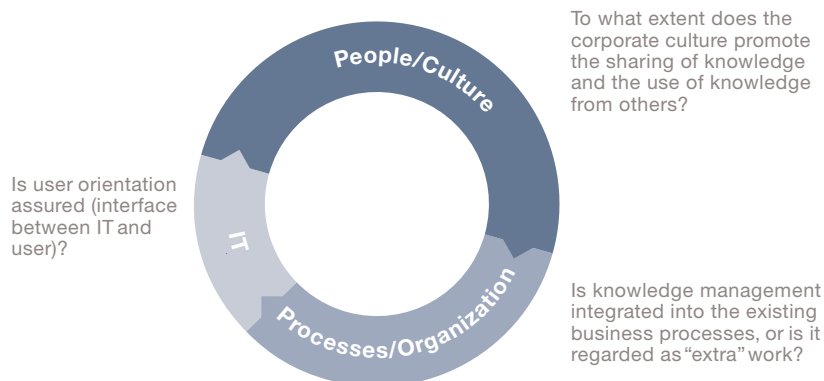 To what extent does the
corporate culture promote
the sharing of knowledge
and the use of knowledge
from others?
People/Culture
Is user orientation
assured (interface
between IT and
user)?
IT
Processes/Organization
Is knowledge management
integrated into the existing
business processes, or is it
regarded as “extra” work?